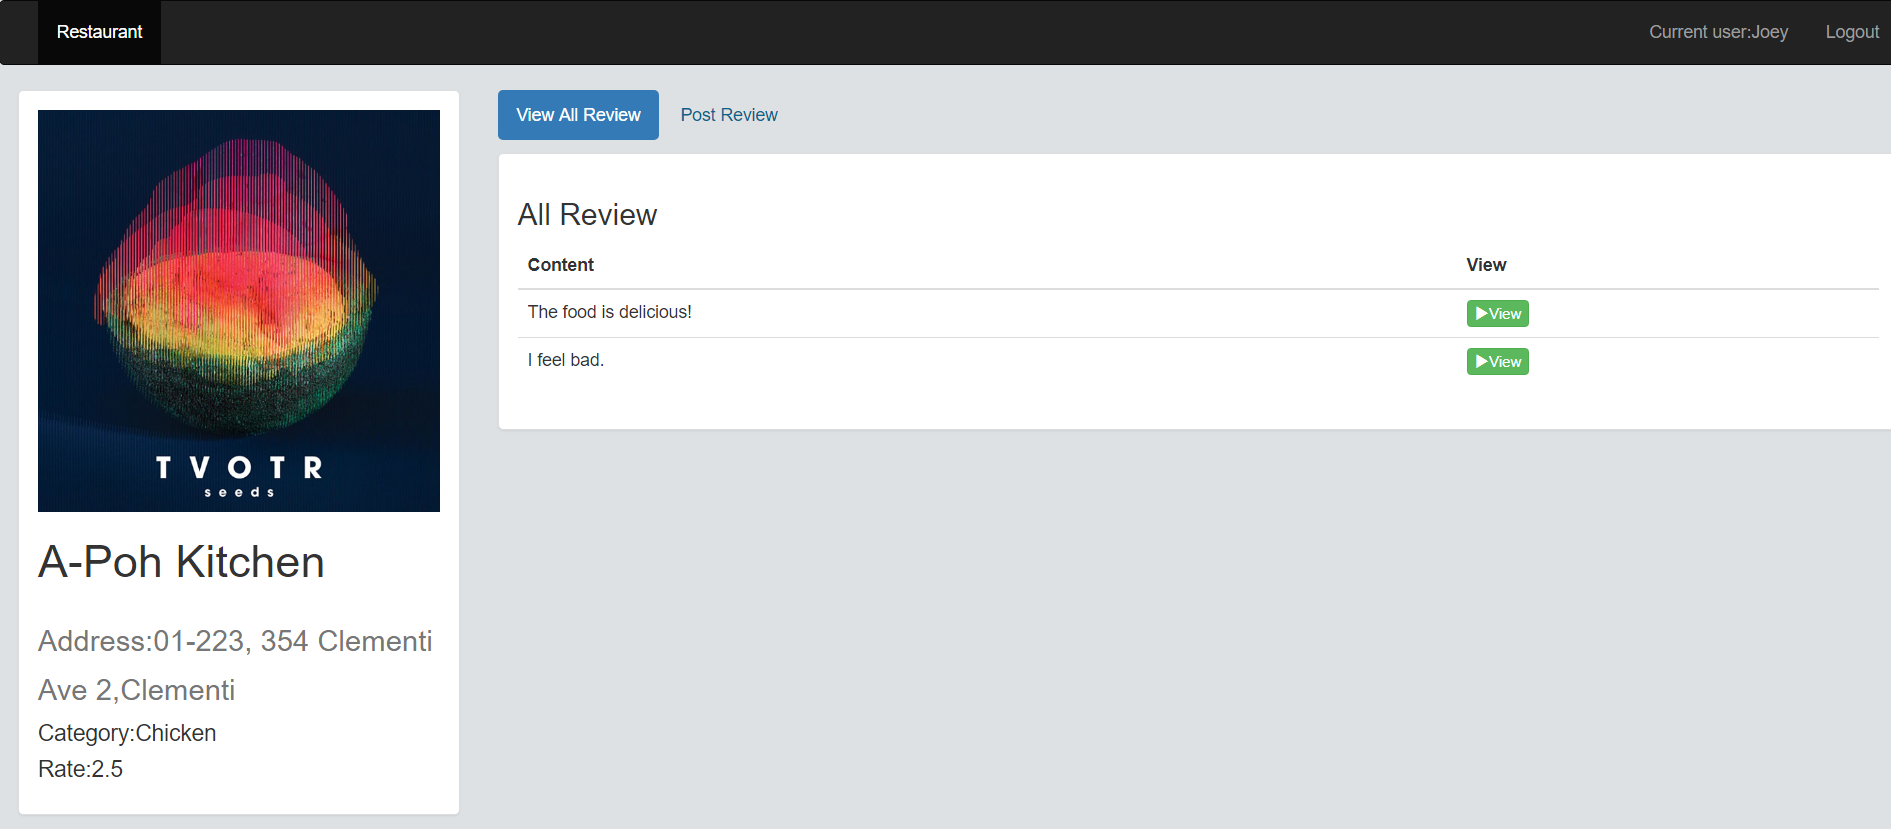 Restaurant
Current user:Joey
Logout
TVOTR
seeds
A-Poh Kitchen
Address:01-223, 354 Clementi
Ave 2,Clementi
Category:Chicken
Rate:2.5
View All Review
Post Review
All Review
Content
View
The food is delicious!
View
I feel bad.
View